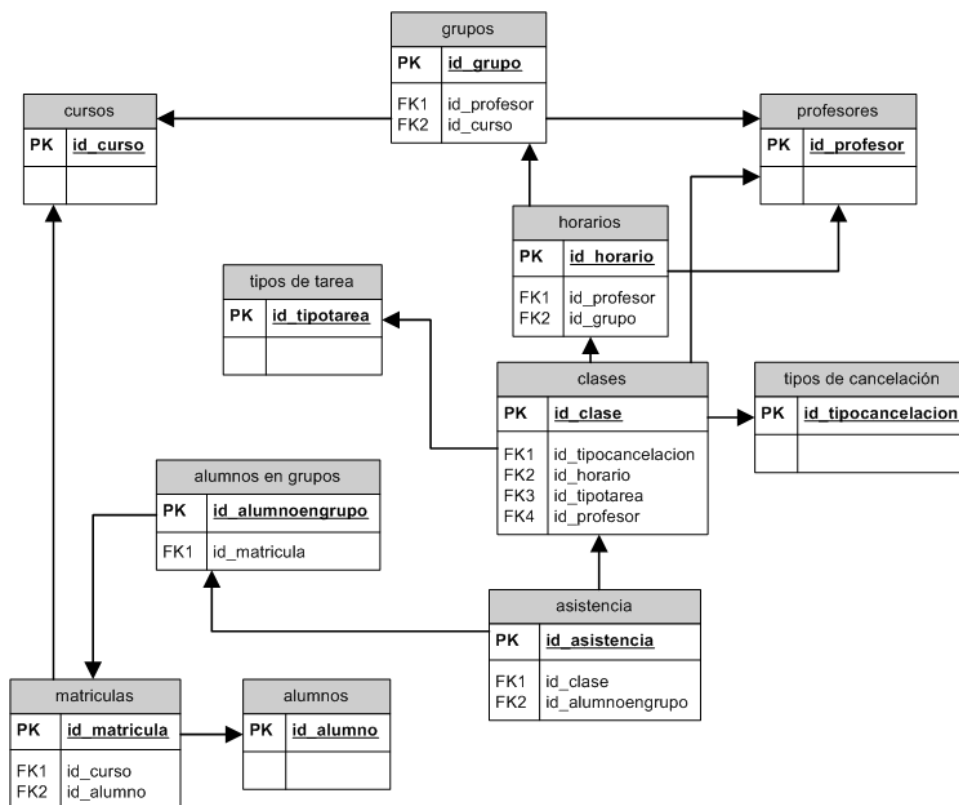 grupos
PK id_grupo
FK1 id_profesor
FK2 id_curso
cursos
PK id_curso
profesores
PK id_profesor
horarios
PK id_horario
FK1 id_profesor
FK2 id_grupo
tipos de tarea
PK id_tipotarea
clases
PK id_clase
FK1 id_tipocancelacion
FK2 id_horario
FK3 id_tipotarea
FK4 id_profesor
tipos de cancelación
PK id_tipocancelacion
alumnos en grupos
PK id_alumnoengrupo
FK1 id_matricula
asistencia
PK id_asistencia
FK1 id_clase
FK2 id_alumnoengrupo
matriculas
PK id_matricula
FK1 id_curso
FK2 id_alumno
alumnos
PK id_alumno